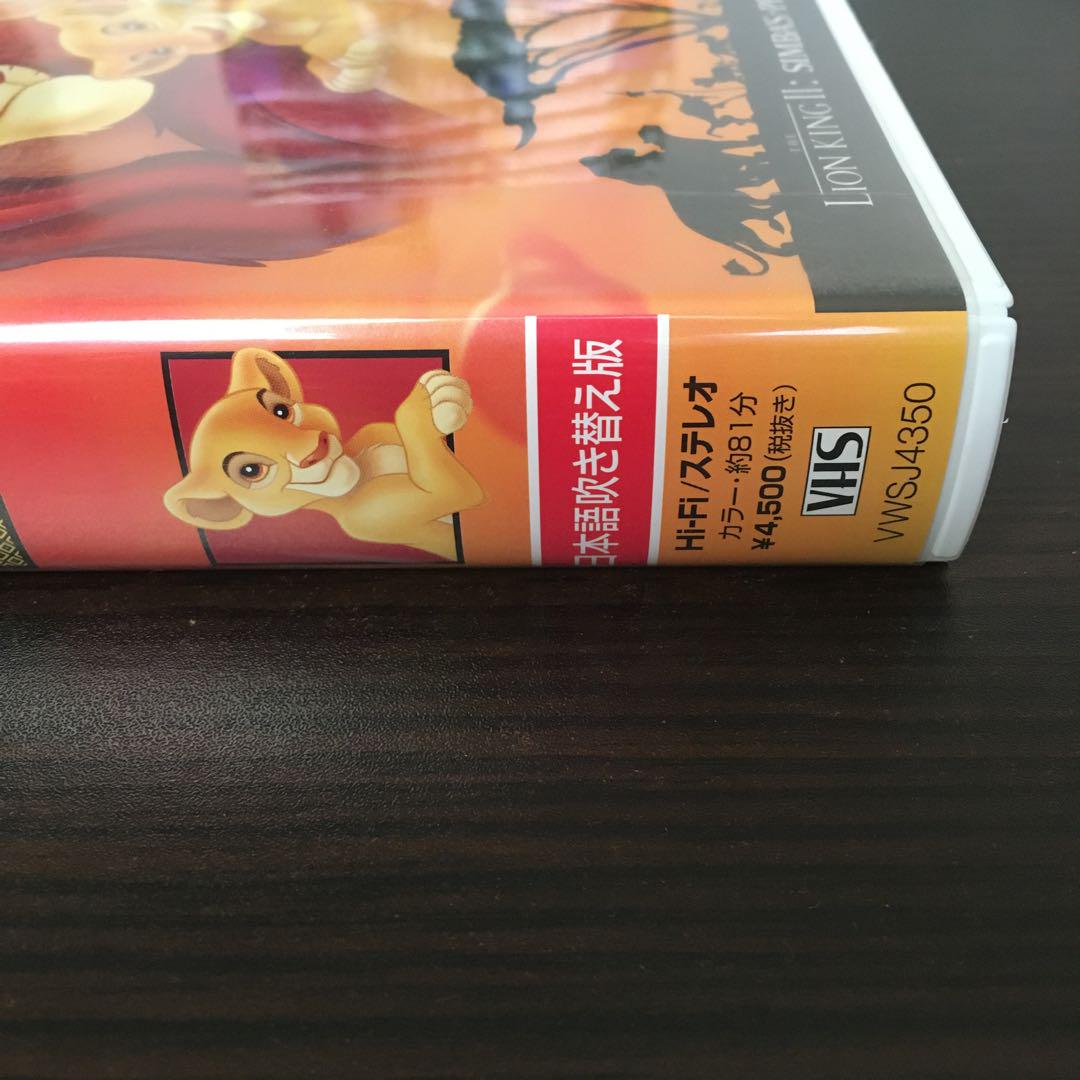 THE
LION KING II: SIMBA'S
日本語吹き替え版
Hi-Fi/ステレオ
カラー・約81分
¥4,500(税抜き)
VHS
VWSJ4350